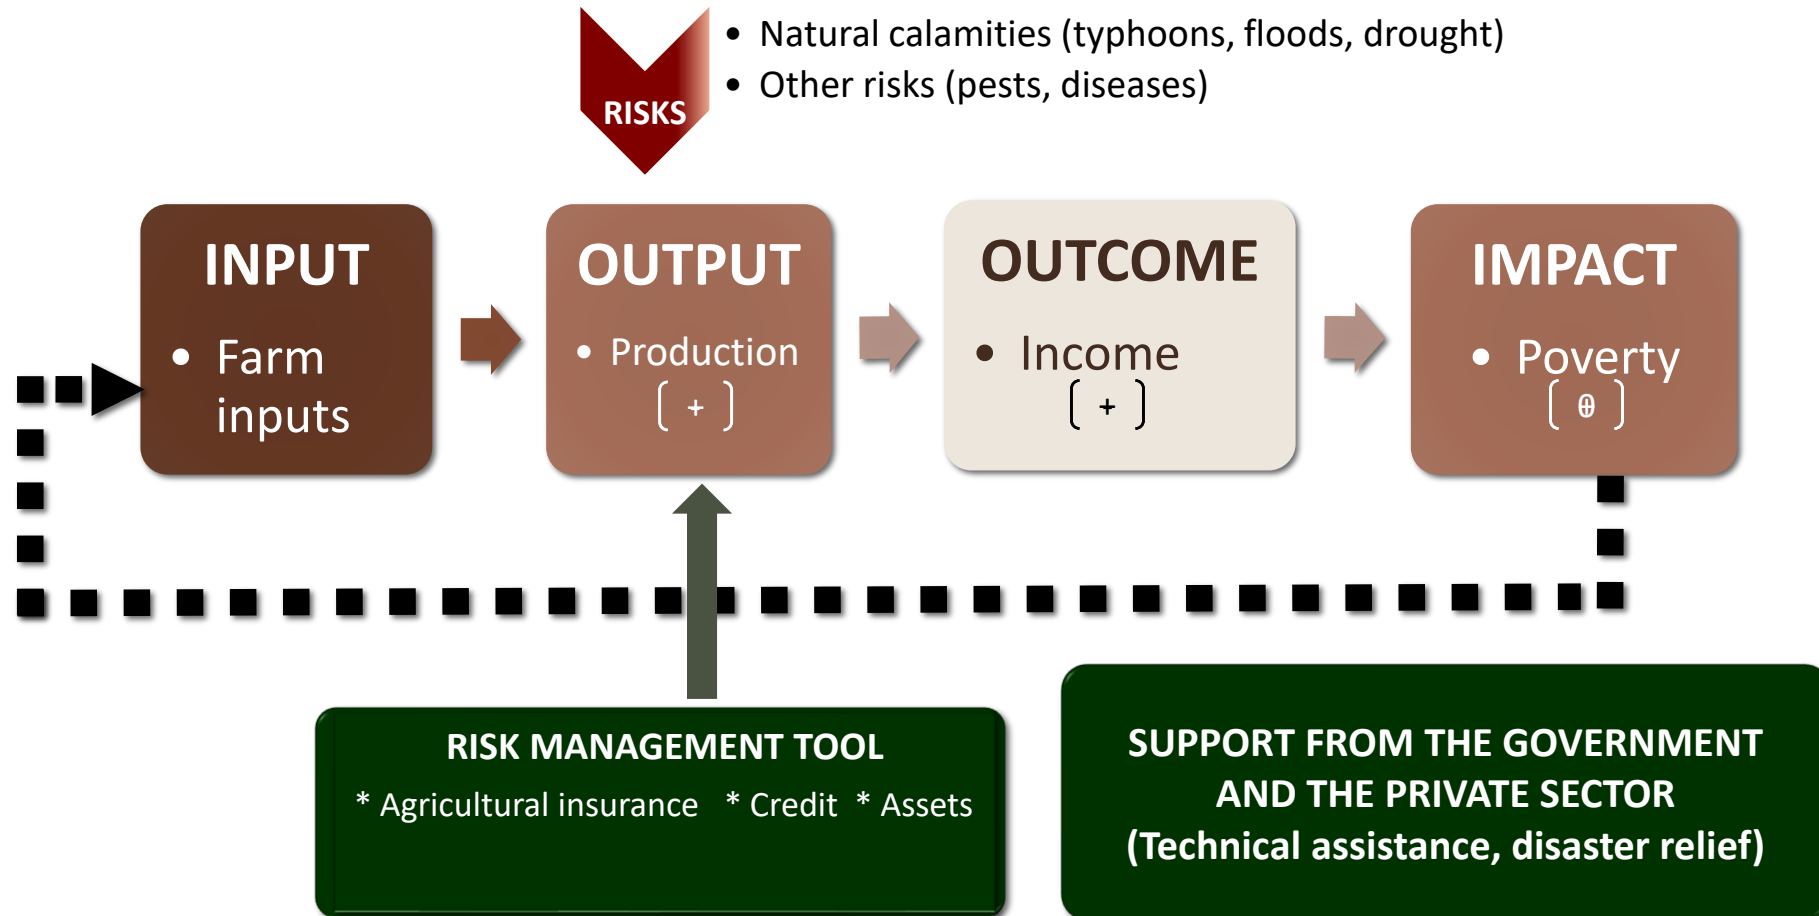 • Natural calamities (typhoons, floods, drought)
• Other risks (pests, diseases)
RISKS
INPUT
• Farm
inputs
OUTPUT
• Production
[ + ]
OUTCOME
• Income
[ + ]
IMPACT
• Poverty
[ ]
RISK MANAGEMENT TOOL
* Agricultural insurance * Credit * Assets
SUPPORT FROM THE GOVERNMENT
AND THE PRIVATE SECTOR
(Technical assistance, disaster relief)